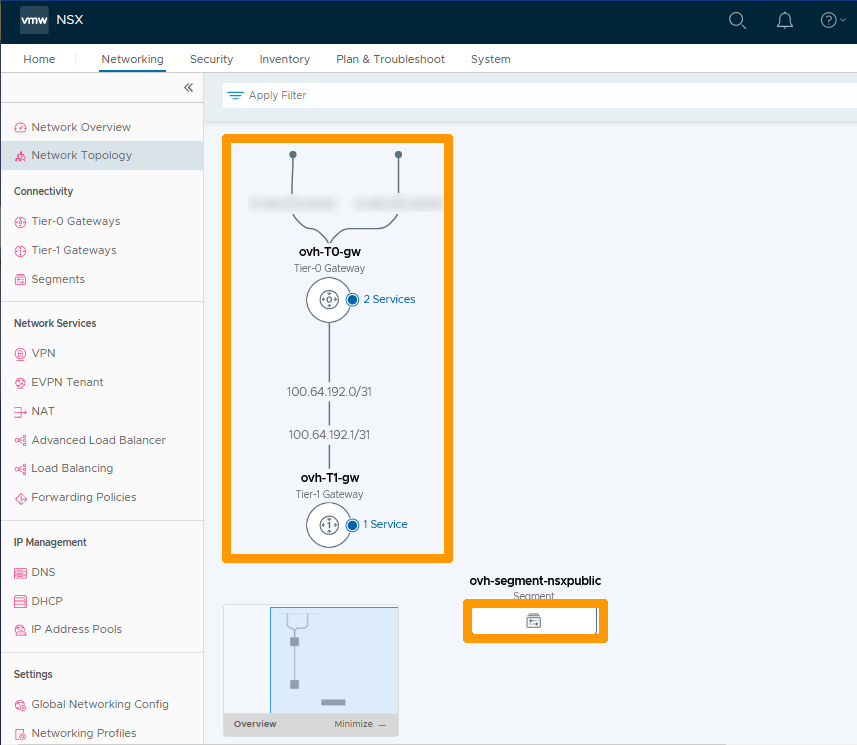 vmw NSX
Home Networking Security Inventory Plan & Troubleshoot System
Apply Filter
Network Overview
Network Topology
Connectivity
Tier-0 Gateways
Tier-1 Gateways
Segments
Network Services
VPN
EVPN Tenant
NAT
Advanced Load Balancer
Load Balancing
Forwarding Policies
IP Management
DNS
DHCP
IP Address Pools
Settings
Global Networking Config
Networking Profiles
ovh-T0-gw
Tier-0 Gateway
2 Services
100.64.192.0/31
100.64.192.1/31
ovh-T1-gw
Tier-1 Gateway
1 Service
ovh-segment-nsxpublic
Segment
Overview Minimize